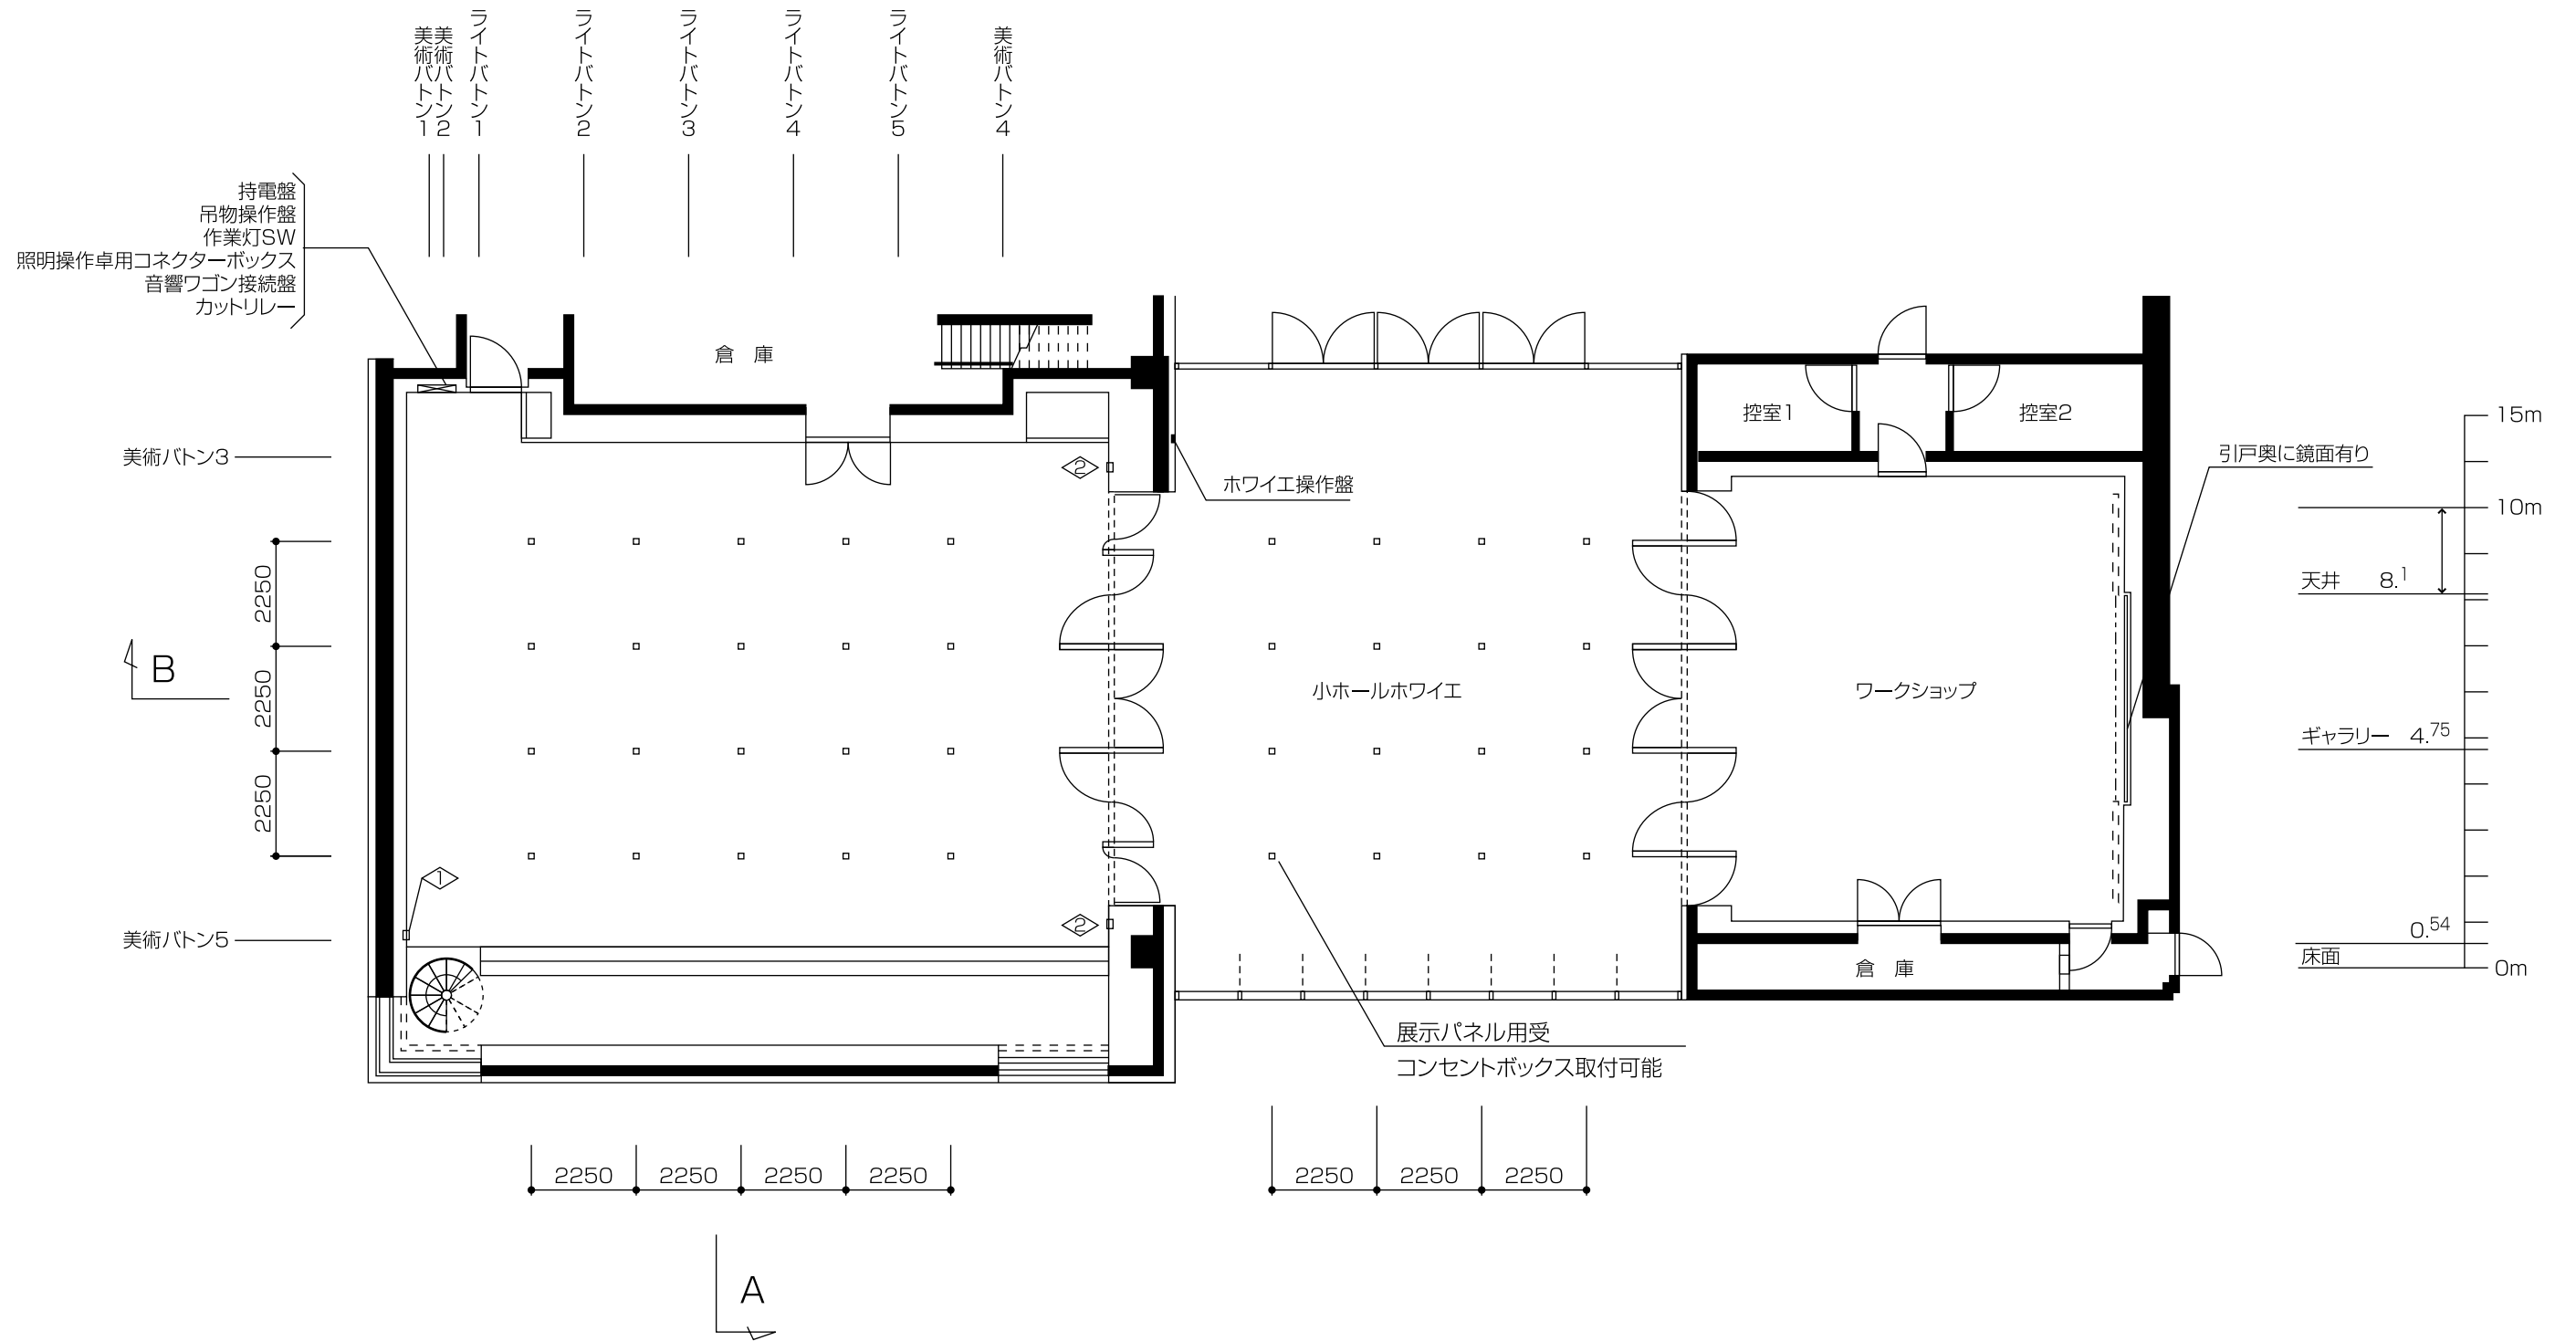 美術バトン1
美術バトン2
ライトバトン1
ライトバトン2
ライトバトン3
ライトバトン4
ライトバトン5
美術バトン4
持電盤
吊物操作盤
作業灯SW
照明操作卓用コネクターボックス
音響ワゴン接続盤
カットリレー
倉　庫
控室1
控室2
15m
美術バトン3
2
ホワイエ操作盤
引戸奥に鏡面有り
10m
天井　8.1
2250
2250
2250
B
小ホールホワイエ
ワークショップ
ギャラリー　4.75
1
2
美術バトン5
0.54
床面
0m
倉　庫
展示パネル用受
コンセントボックス取付可能
2250 2250 2250 2250
2250 2250 2250
A